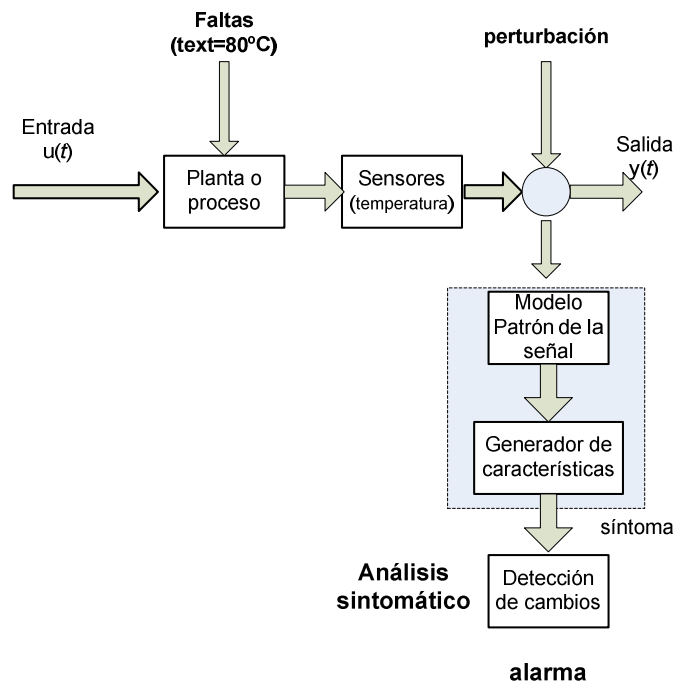 Faltas
(text=80ºC)
perturbación
Entrada
u(t)
Salida
y(t)
Planta o
proceso
Sensores
(temperatura)
Modelo
Patrón de la
señal
Generador de
características
síntoma
Análisis
sintomático
Detección
de cambios
alarma